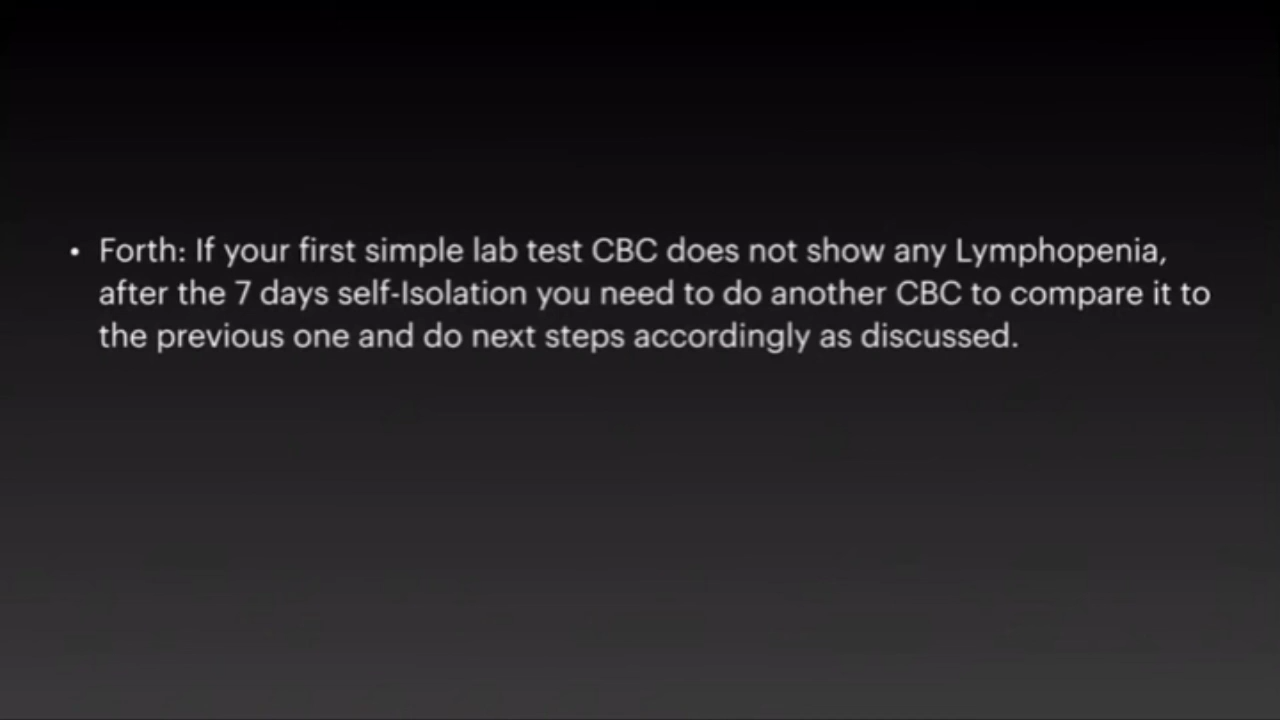 • Forth: If your first simple lab test CBC does not show any Lymphopenia,
after the 7 days self-Isolation you need to do another CBC to compare it to
the previous one and do next steps accordingly as discussed.